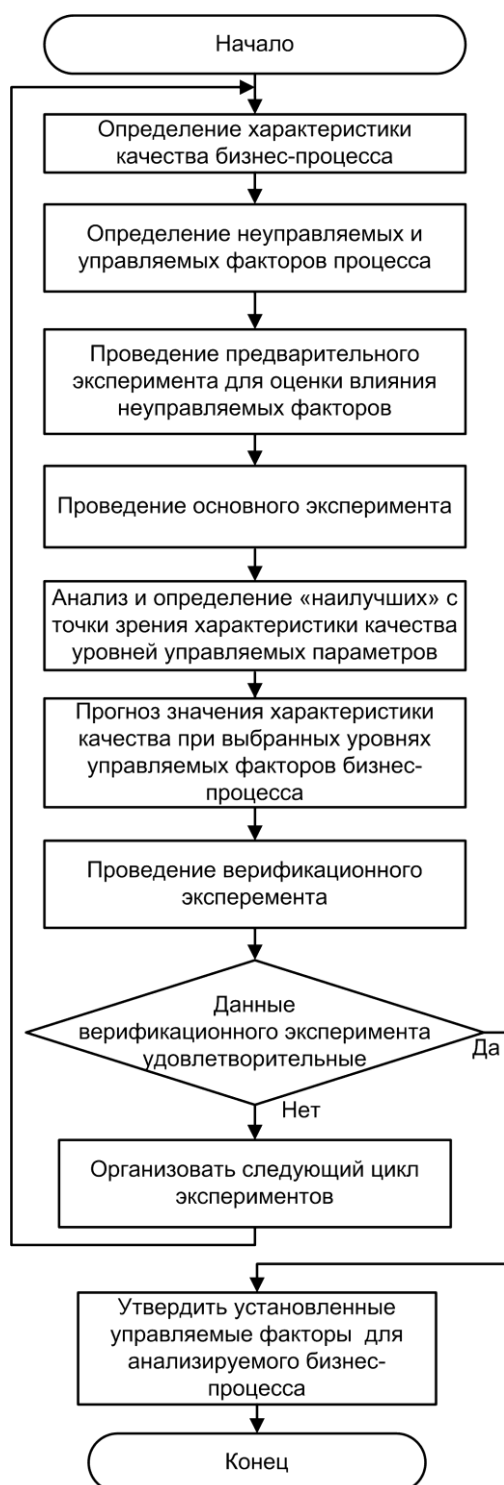 Начало
Определение характеристики
качества бизнес-процесса
Определение неуправляемых и
управляемых факторов процесса
Проведение предварительного
эксперимента для оценки влияния
неуправляемых факторов
Проведение основного эксперимента
Анализ и определение «наилучших» с
точки зрения характеристики качества
уровней управляемых параметров
Прогноз значения характеристики
качества при выбранных уровнях
управляемых факторов бизнес-
процесса
Проведение верификационного
эксперемента
Данные
верификационного эксперимента
удовлетворительные
Да
Нет
Организовать следующий цикл
экспериментов
Утвердить установленные
управляемые факторы для
анализируемого бизнес-
процесса
Конец